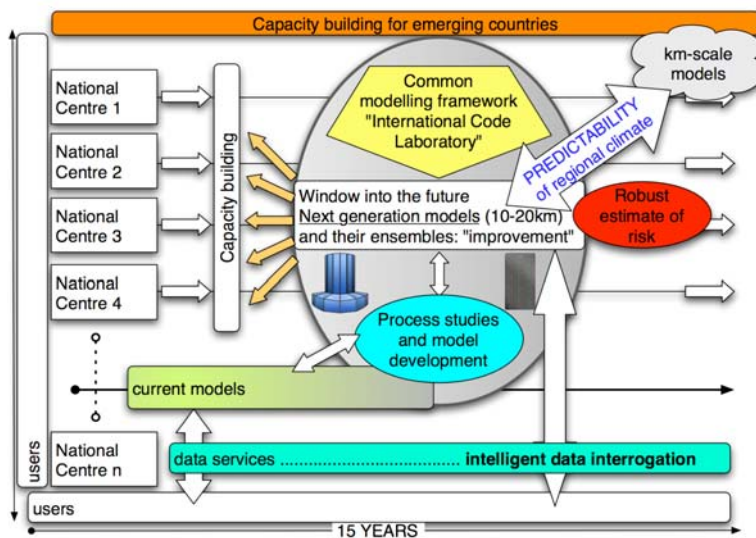 Capacity building for emerging countries
km-scale
models
National
Centre 1
Common
modelling framework
"International Code
Laboratory"
PREDICTABILITY
of regional climate
National
Centre 2
Capacity building
Window into the future
Next generation models (10-20km)
and their ensembles: "improvement"
Robust
estimate of
risk
National
Centre 3
National
Centre 4
Process studies
and model
development
current models
National
Centre n
data services ................................ intelligent data interrogation
users
users
15 YEARS